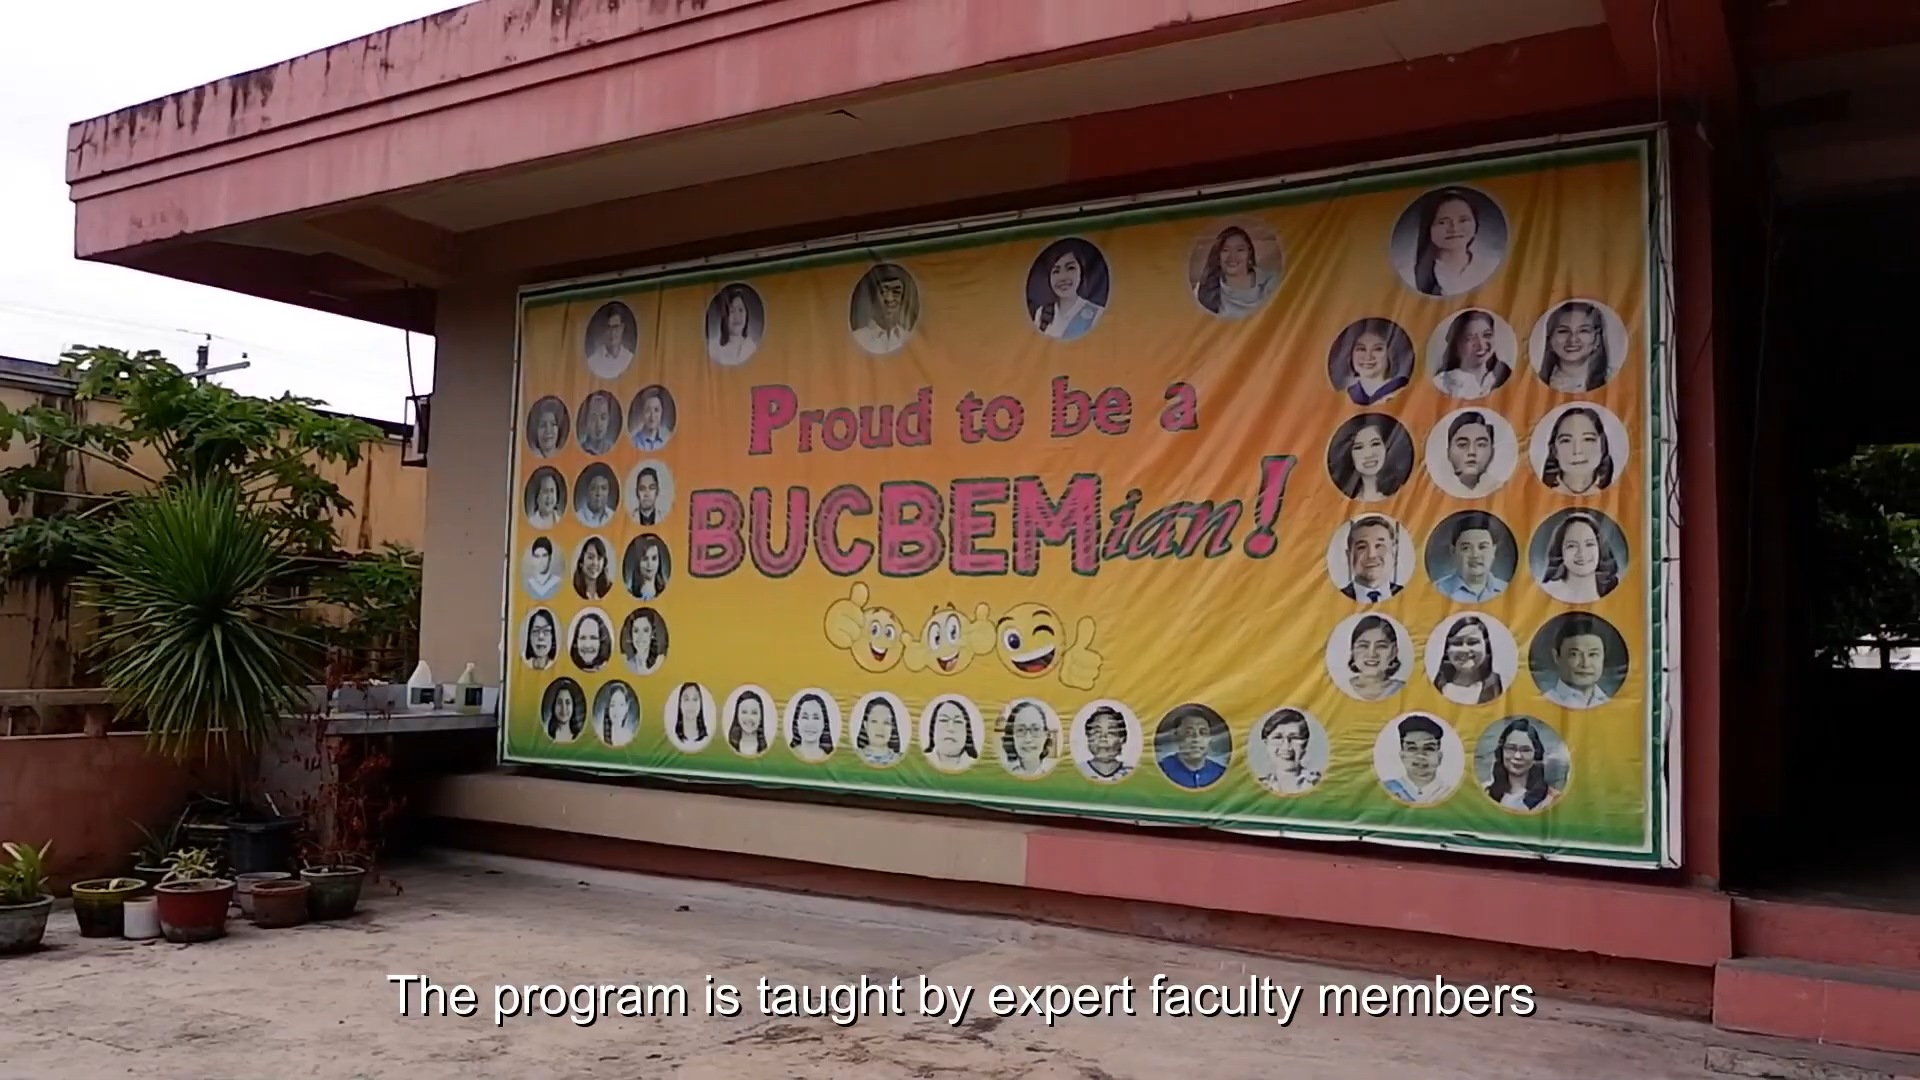 Proud to be a
BUCBEMian!
The program is taught by expert faculty members